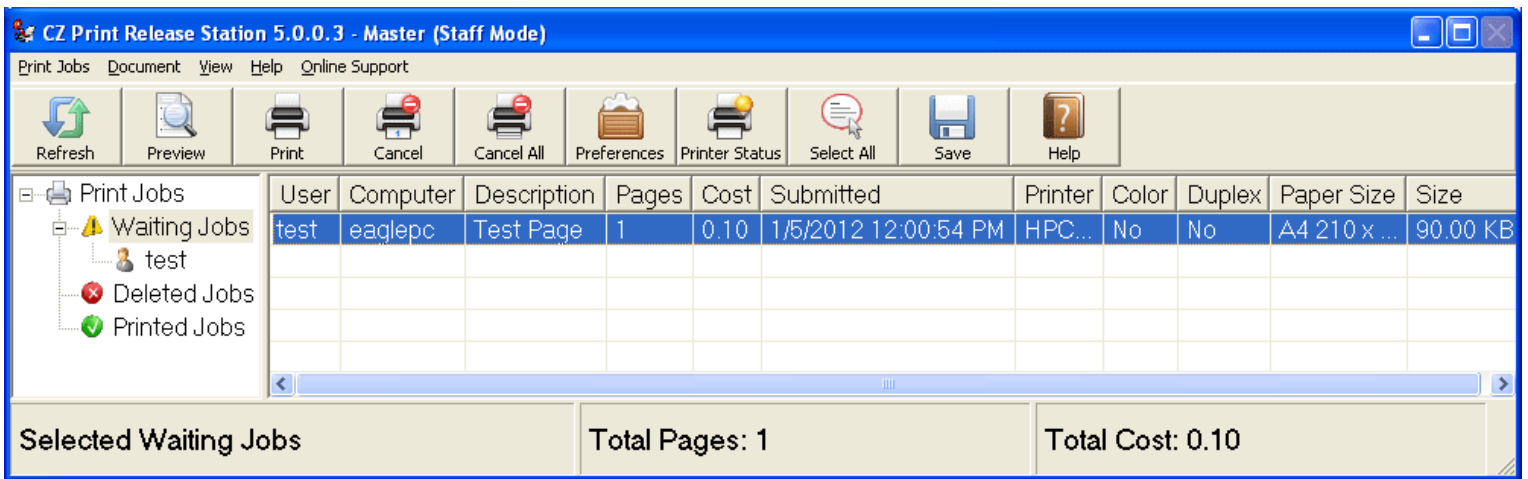 CZ Print Release Station 5.0.0.3 - Master (Staff Mode)
Print Jobs Document View Help Online Support
Refresh Preview Print Cancel Cancel All Preferences Printer Status Select All Save Help
Print Jobs
Waiting Jobs
test
Deleted Jobs
Printed Jobs
User Computer Description Pages Cost Submitted Printer Color Duplex Paper Size Size
test eaglepc Test Page 1 0.10 1/5/2012 12:00:54 PM HPC... No No A4 210 x ... 90.00 KB
Selected Waiting Jobs Total Pages: 1 Total Cost: 0.10